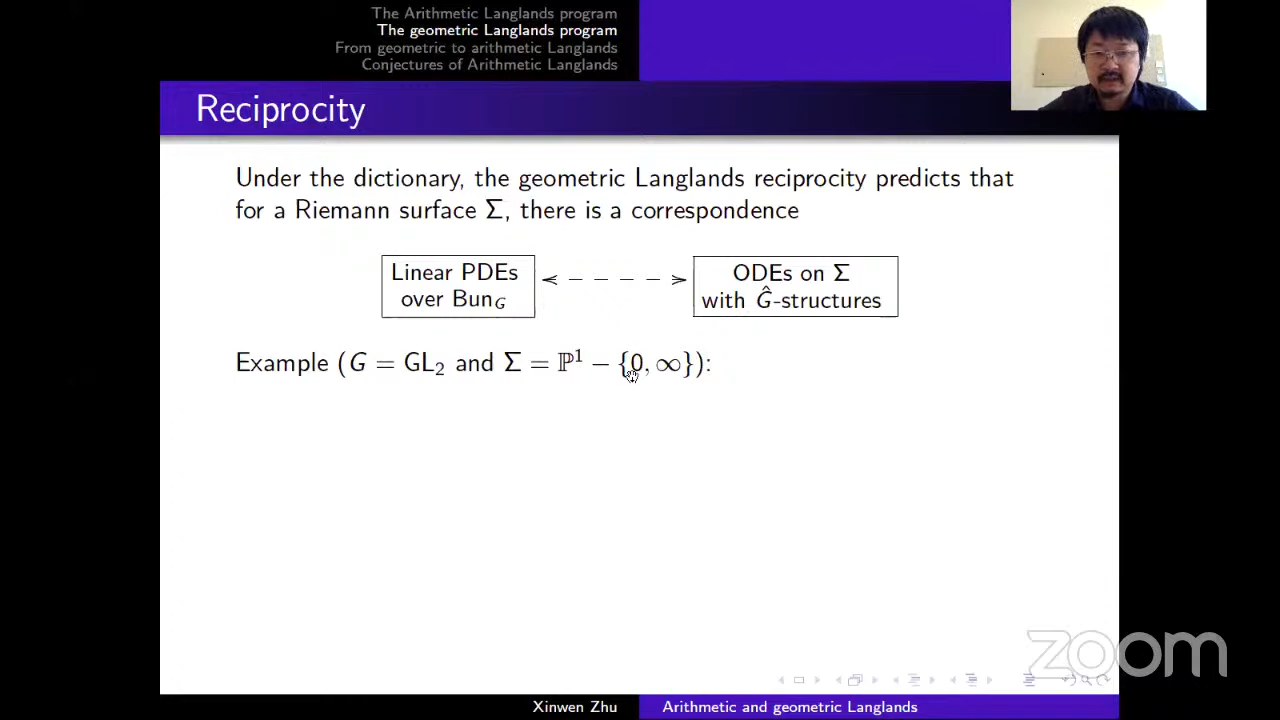 The Arithmetic Langlands program
The geometric Langlands program
From geometric to arithmetic Langlands
Conjectures of Arithmetic Langlands
Reciprocity
Under the dictionary, the geometric Langlands reciprocity predicts that
for a Riemann surface Σ, there is a correspondence
Linear PDEs
over Bun_G
ODEs on Σ
with Ĝ-structures
Example (G = GL₂ and Σ = ℙ¹ − {0, ∞}):
zoom
Xinwen Zhu
Arithmetic and geometric Langlands